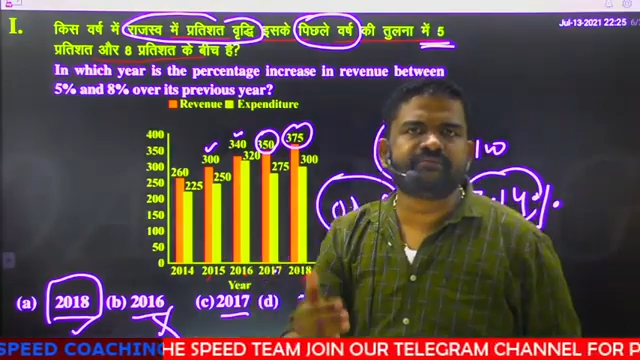 Jul-13-2021 22:25
I. किस वर्ष में राजस्व में प्रतिशत वृद्धि इसके पिछले वर्ष की तुलना में 5
प्रतिशत और 8 प्रतिशत के बीच है?
In which year is the percentage increase in revenue between
5% and 8% over its previous year?
Revenue Expenditure
400
350
300
250
200
150
100
50
0
260 225
300 250
340 320
350 275
375 300
2014 2015 2016 2017 2018
Year
(a) 2018 (b) 2016 (c) 2017 (d)
SPEED COACHING HE SPEED TEAM JOIN OUR TELEGRAM CHANNEL FOR P